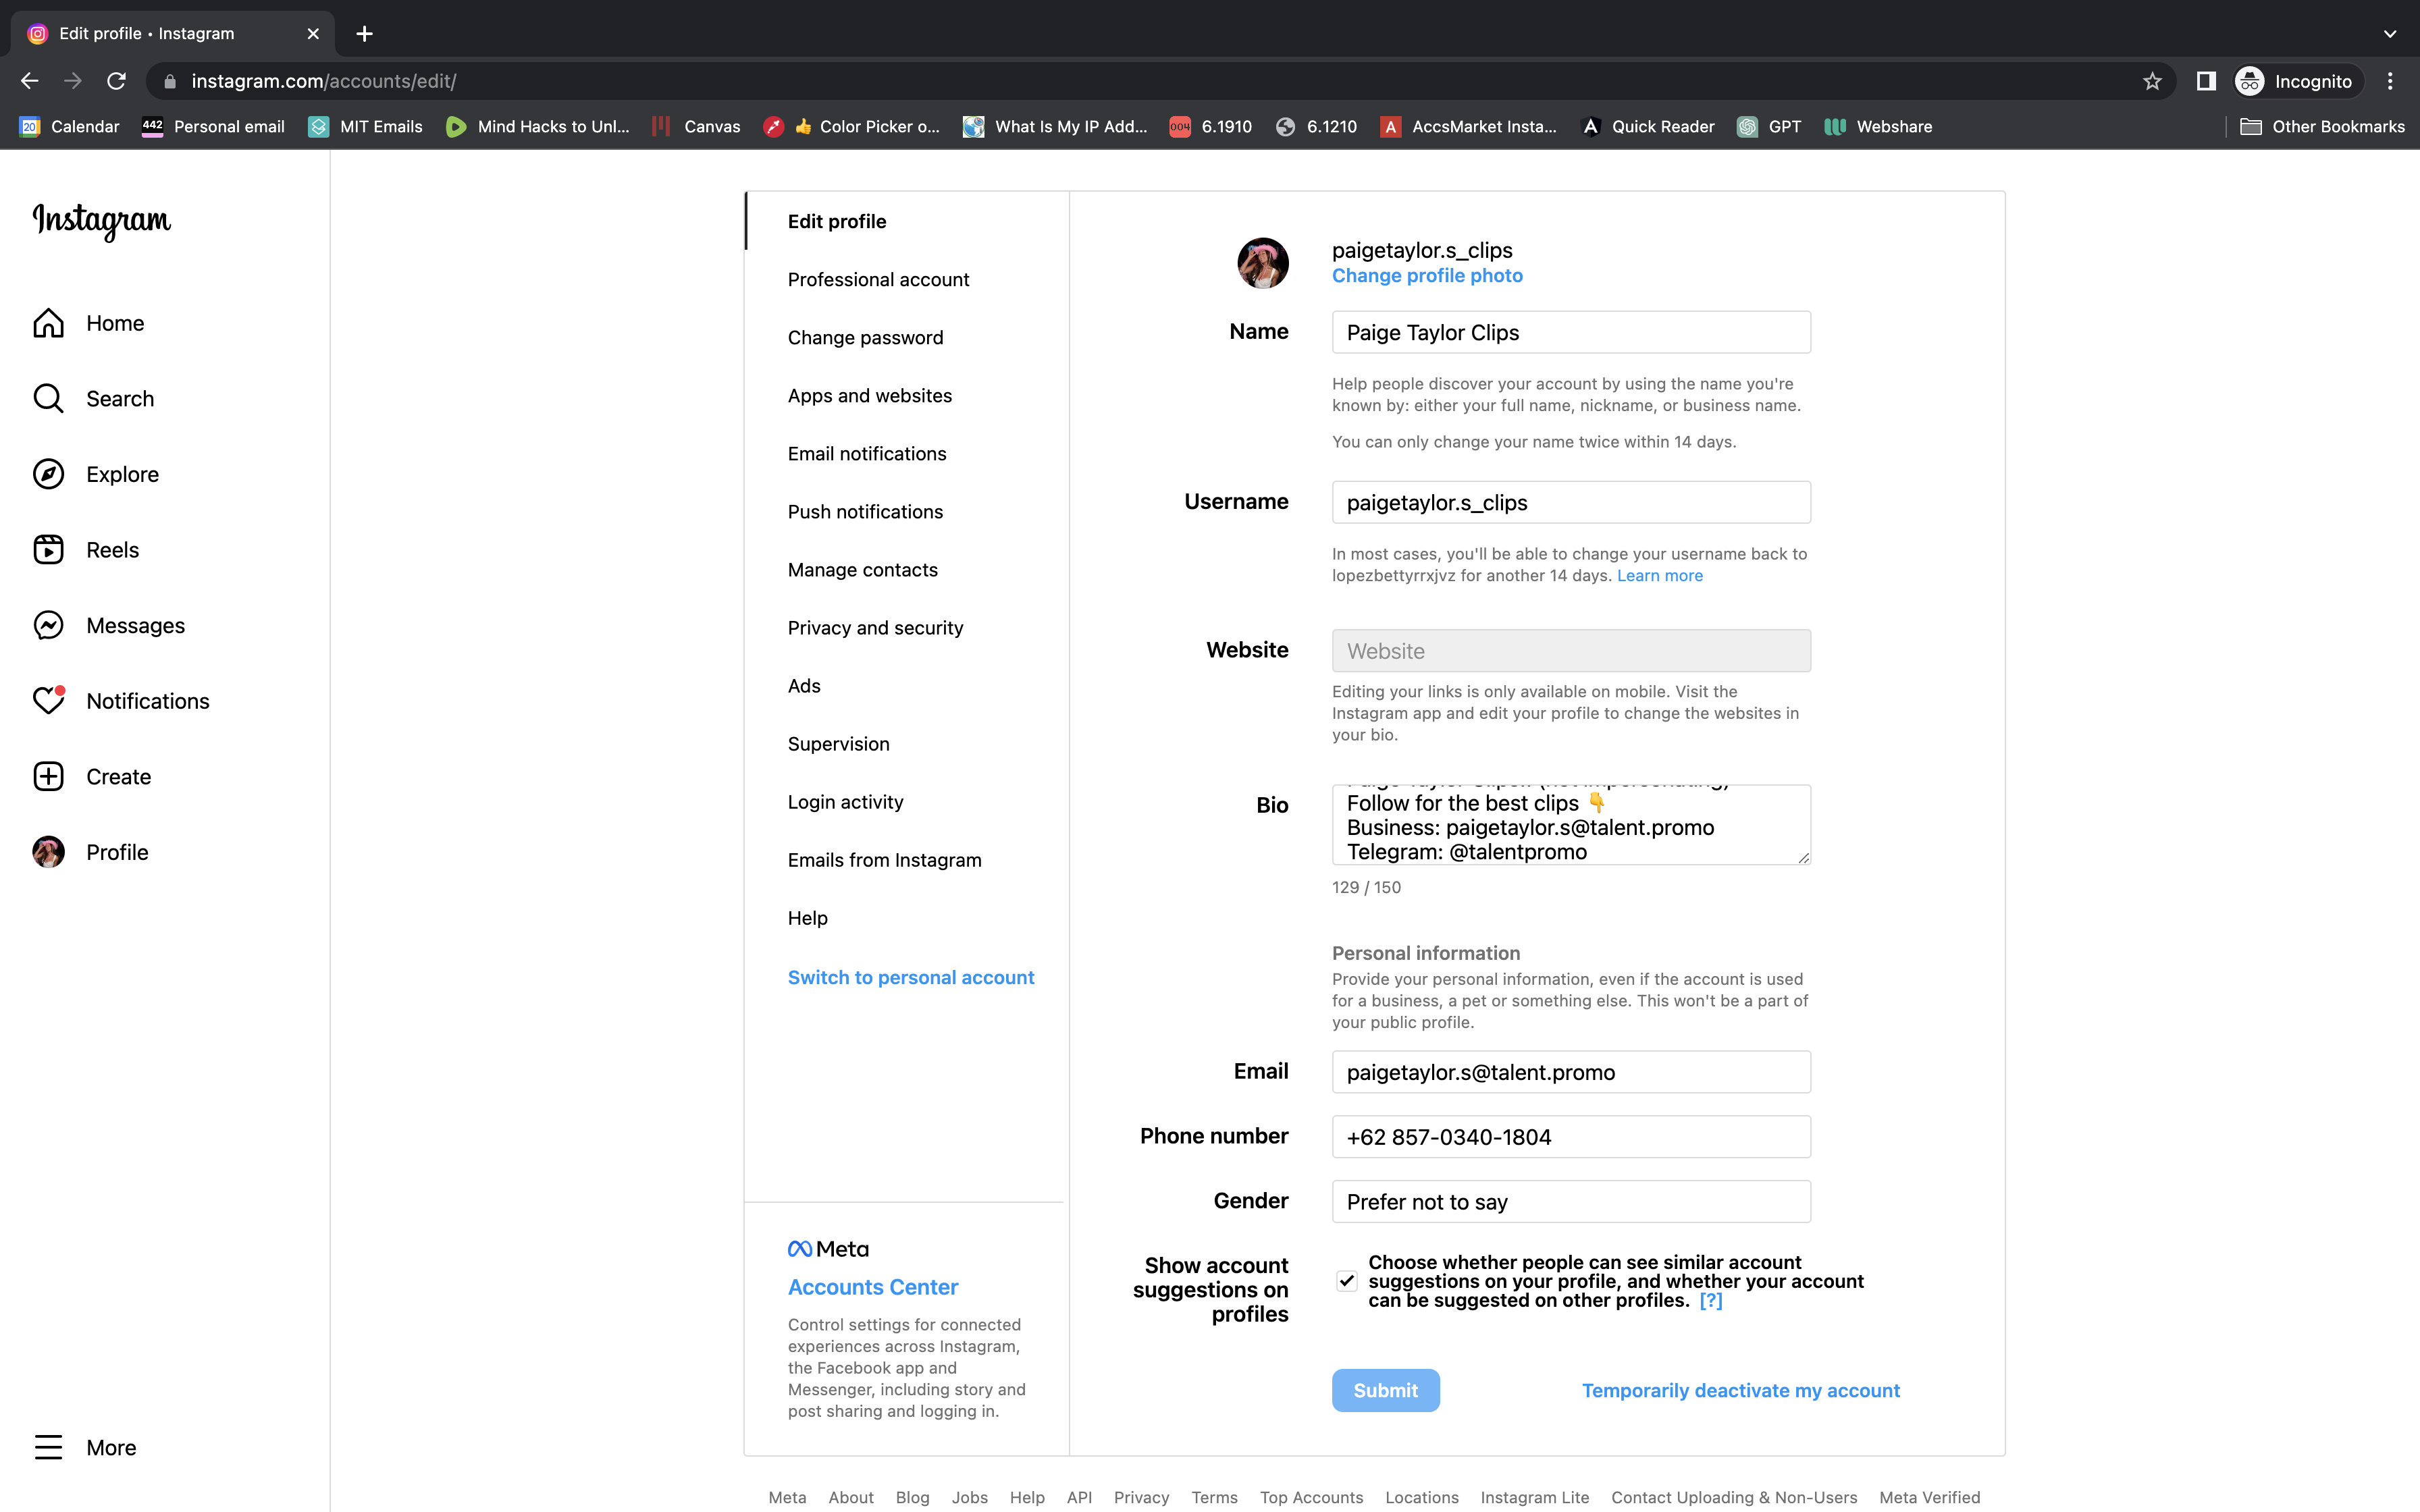 Edit profile • Instagram
instagram.com/accounts/edit/
Incognito
Calendar
442
Personal email
MIT Emails
Mind Hacks to Unl...
Canvas
👍 Color Picker o...
What Is My IP Add...
004
6.1910
6.1210
A
AccsMarket Insta...
Quick Reader
GPT
Webshare
Other Bookmarks
Instagram
Home
Search
Explore
Reels
Messages
Notifications
Create
Profile
More
Edit profile
Professional account
Change password
Apps and websites
Email notifications
Push notifications
Manage contacts
Privacy and security
Ads
Supervision
Login activity
Emails from Instagram
Help
Switch to personal account
Meta
Accounts Center
Control settings for connected
experiences across Instagram,
the Facebook app and
Messenger, including story and
post sharing and logging in.
paigetaylor.s_clips
Change profile photo
Name
Paige Taylor Clips
Help people discover your account by using the name you're
known by: either your full name, nickname, or business name.
You can only change your name twice within 14 days.
Username
paigetaylor.s_clips
In most cases, you'll be able to change your username back to
lopezbettyrrxjvz for another 14 days. Learn more
Website
Website
Editing your links is only available on mobile. Visit the
Instagram app and edit your profile to change the websites in
your bio.
Bio
Follow for the best clips 👇
Business: paigetaylor.s@talent.promo
Telegram: @talentpromo
129 / 150
Personal information
Provide your personal information, even if the account is used
for a business, a pet or something else. This won't be a part of
your public profile.
Email
paigetaylor.s@talent.promo
Phone number
+62 857-0340-1804
Gender
Prefer not to say
Show account
suggestions on
profiles
Choose whether people can see similar account
suggestions on your profile, and whether your account
can be suggested on other profiles. [?]
Submit
Temporarily deactivate my account
Meta About Blog Jobs Help API Privacy Terms Top Accounts Locations Instagram Lite Contact Uploading & Non-Users Meta Verified